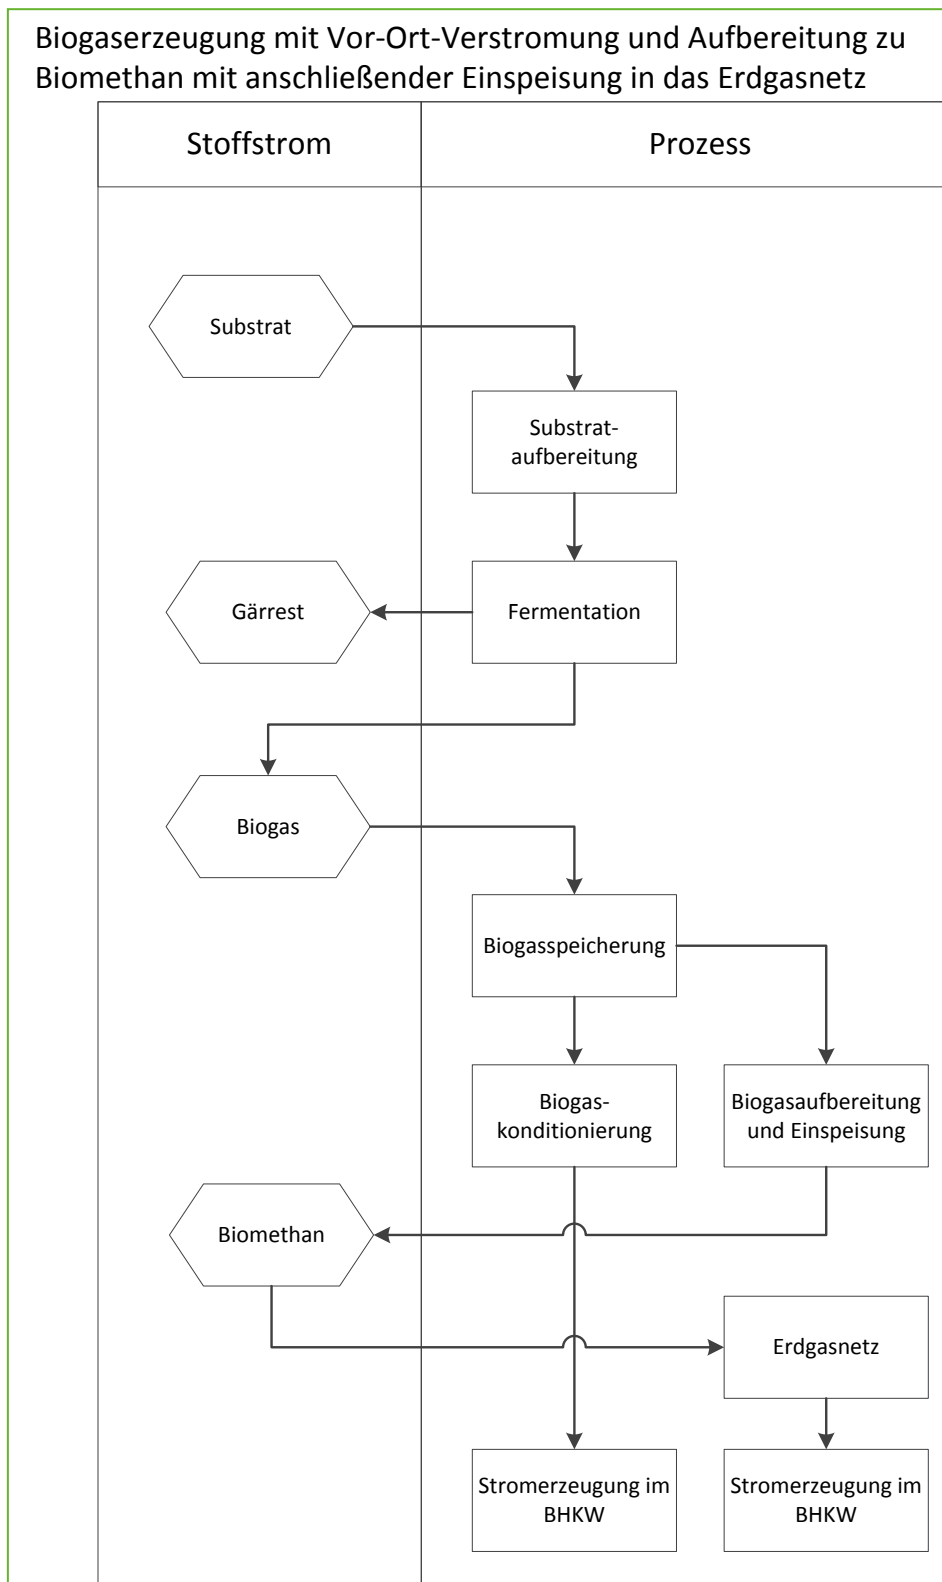 Biogaserzeugung mit Vor-Ort-Verstromung und Aufbereitung zu
Biomethan mit anschließender Einspeisung in das Erdgasnetz
Stoffstrom
Prozess
Substrat
Substrat-
aufbereitung
Gärrest
Fermentation
Biogas
Biogasspeicherung
Biogas-
konditionierung
Biogasaufbereitung
und Einspeisung
Biomethan
Erdgasnetz
Stromerzeugung im
BHKW
Stromerzeugung im
BHKW